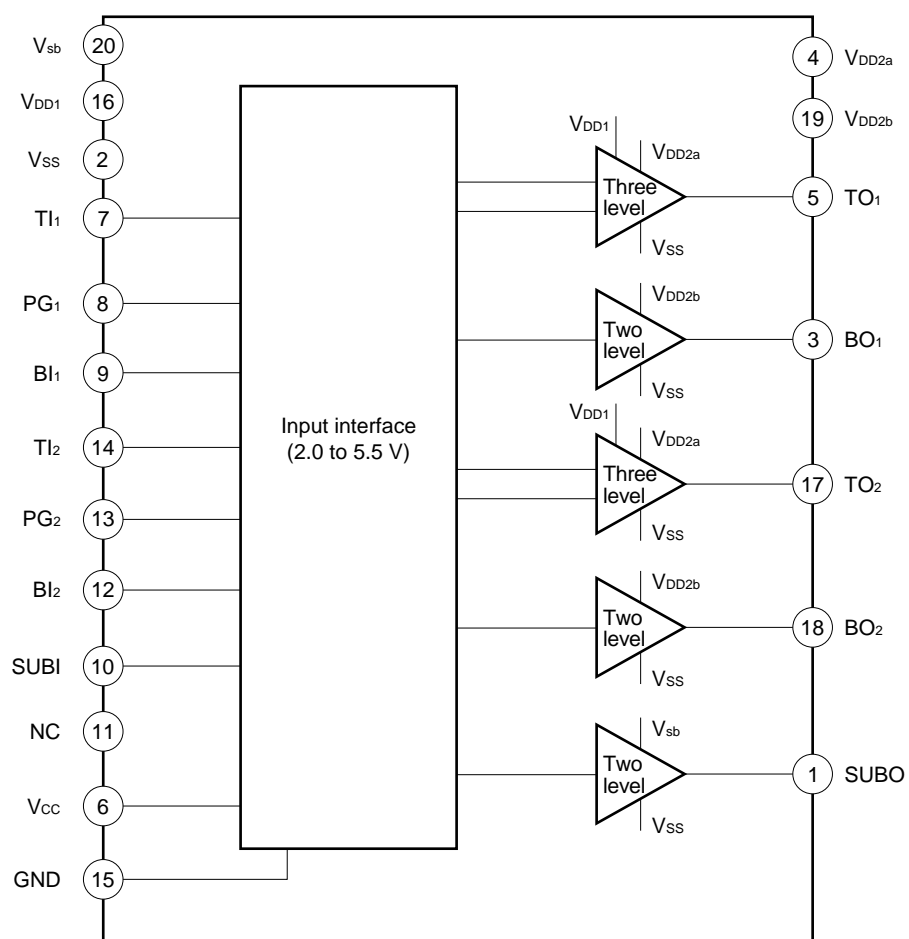 Vsb 20
VDD1 16
VSS 2
TI1 7
PG1 8
BI1 9
TI2 14
PG2 13
BI2 12
SUBI 10
NC 11
VCC 6
GND 15
Input interface
(2.0 to 5.5 V)
VDD1
VDD2a
Three
level
VSS
VDD2b
Two
level
VSS
VDD1
VDD2a
Three
level
VSS
VDD2b
Two
level
VSS
Vsb
Two
level
VSS
4 VDD2a
19 VDD2b
5 TO1
3 BO1
17 TO2
18 BO2
1 SUBO